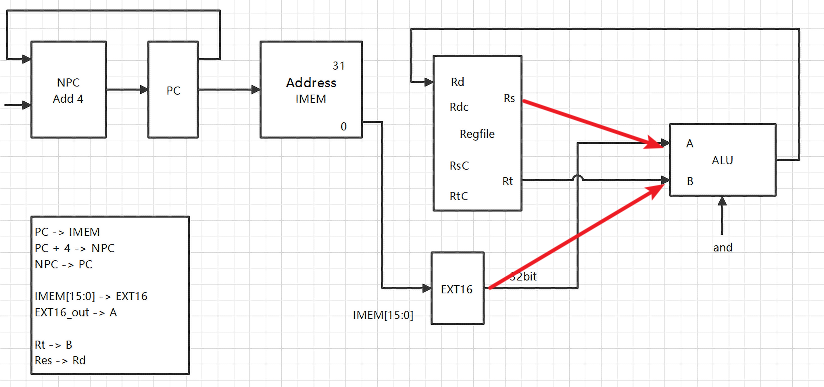 NPC
Add 4
PC
31
Address
IMEM
0
Rd
Rdc
Rs
Regfile
RsC
Rt
RtC
A
ALU
B
and
EXT16
32bit
IMEM[15:0]
PC -> IMEM
PC + 4 -> NPC
NPC -> PC
IMEM[15:0] -> EXT16
EXT16_out -> A
Rt -> B
Res -> Rd